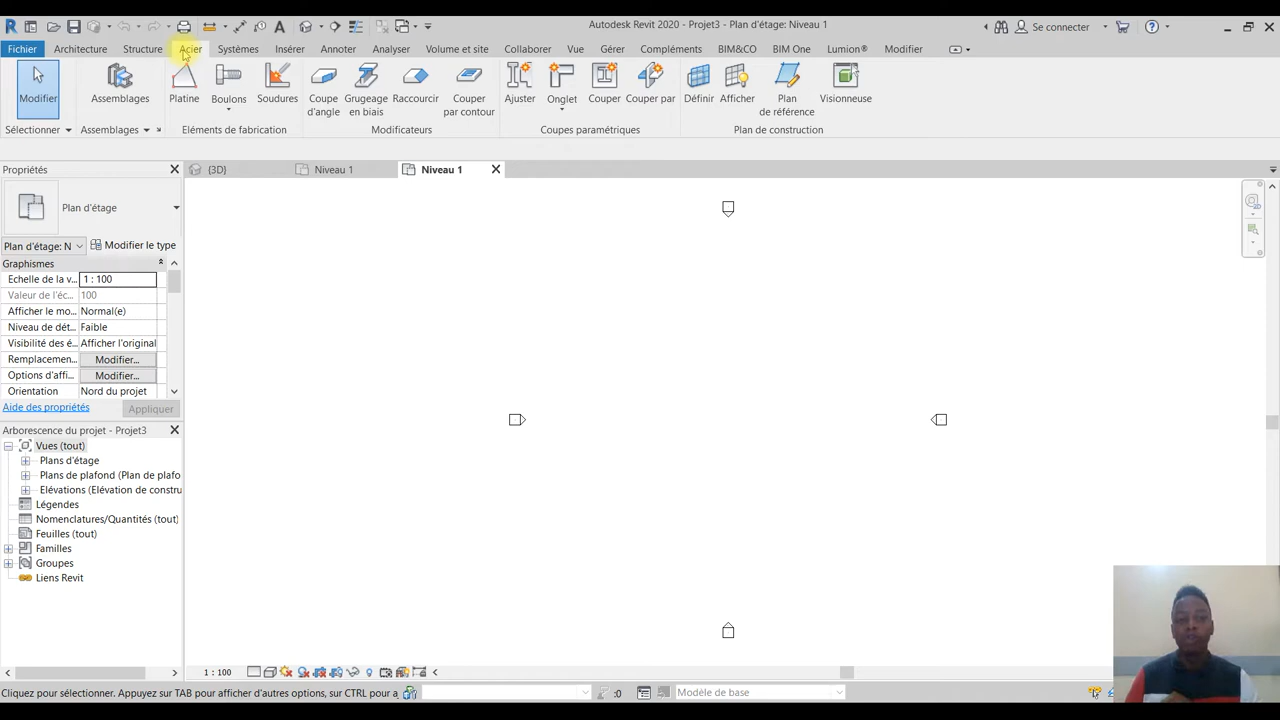 Autodesk Revit 2020 - Projet3 - Plan d'étage: Niveau 1
Se connecter
Fichier Architecture Structure Acier Systèmes Insérer Annoter Analyser Volume et site Collaborer Vue Gérer Compléments BIM&CO BIM One Lumion® Modifier
Modifier Assemblages Platine Boulons Soudures Coupe d'angle Grugeage en biais Raccourcir Couper par contour Ajuster Onglet Couper Couper par Définir Afficher Plan de référence Visionneuse
Sélectionner Assemblages Eléments de fabrication Modificateurs Coupes paramétriques Plan de construction
Propriétés
{3D} Niveau 1 Niveau 1
Plan d'étage
Plan d'étage: N Modifier le type
Graphismes
Echelle de la v... 1 : 100
Valeur de l'éc... 100
Afficher le mo... Normal(e)
Niveau de dét... Faible
Visibilité des é... Afficher l'original
Remplacemen... Modifier...
Options d'affi... Modifier...
Orientation Nord du projet
Aide des propriétés Appliquer
Arborescence du projet - Projet3
Vues (tout)
Plans d'étage
Plans de plafond (Plan de plafo
Elévations (Elévation de constru
Légendes
Nomenclatures/Quantités (tout)
Feuilles (tout)
Familles
Groupes
Liens Revit
1 : 100
Cliquez pour sélectionner. Appuyez sur TAB pour afficher d'autres options, sur CTRL pour a :0 Modèle de base